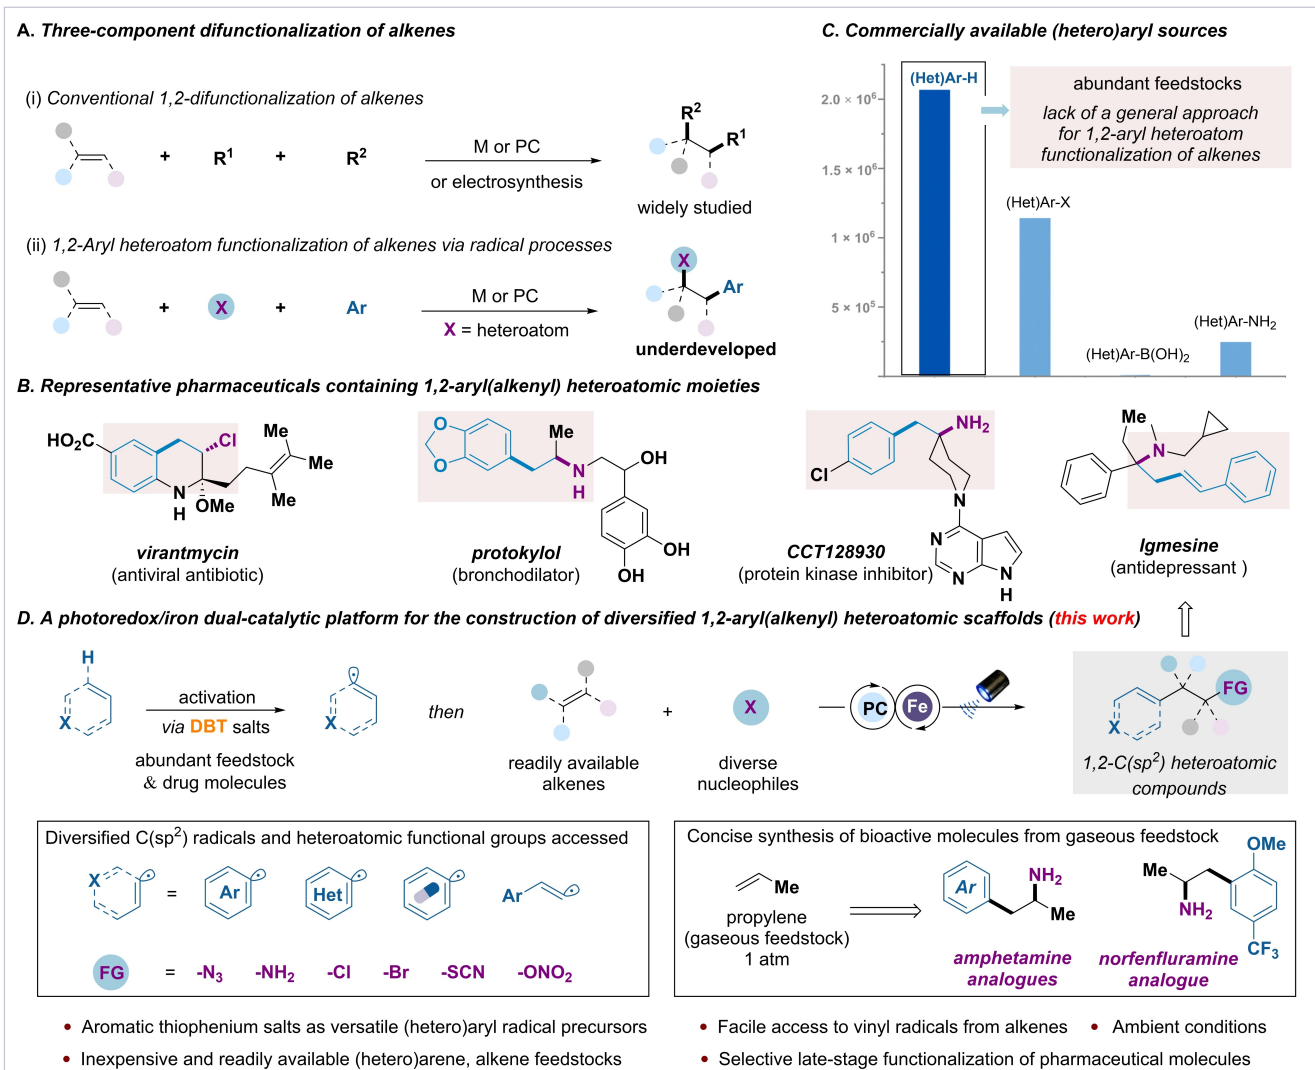 A. Three-component difunctionalization of alkenes
(i) Conventional 1,2-difunctionalization of alkenes
+ R¹ + R²
M or PC
or electrosynthesis
R²
R¹
widely studied
(ii) 1,2-Aryl heteroatom functionalization of alkenes via radical processes
+ X + Ar
M or PC
X = heteroatom
X
Ar
underdeveloped
C. Commercially available (hetero)aryl sources
2.0 × 10⁶
1.5 × 10⁶
1 × 10⁶
5 × 10⁵
(Het)Ar-H
(Het)Ar-X
(Het)Ar-B(OH)₂
(Het)Ar-NH₂
abundant feedstocks
lack of a general approach
for 1,2-aryl heteroatom
functionalization of alkenes
B. Representative pharmaceuticals containing 1,2-aryl(alkenyl) heteroatomic moieties
HO₂C
Cl
Me
Me
Me
N
H
OMe
virantmycin
(antiviral antibiotic)
O
O
Me
N
H
OH
OH
OH
protokylol
(bronchodilator)
NH₂
Cl
N
N
N
N
H
CCT128930
(protein kinase inhibitor)
Me
N
Igmesine
(antidepressant )
D. A photoredox/iron dual-catalytic platform for the construction of diversified 1,2-aryl(alkenyl) heteroatomic scaffolds (this work)
H
X
activation
via DBT salts
abundant feedstock
& drug molecules
X
then
readily available
alkenes
+
X
diverse
nucleophiles
PC
Fe
FG
X
1,2-C(sp²) heteroatomic
compounds
Diversified C(sp²) radicals and heteroatomic functional groups accessed
X = Ar Het Ar
FG = -N₃ -NH₂ -Cl -Br -SCN -ONO₂
Concise synthesis of bioactive molecules from gaseous feedstock
Me
propylene
(gaseous feedstock)
1 atm
Ar
NH₂
Me
amphetamine
analogues
OMe
Me
NH₂
CF₃
norfenfluramine
analogue
• Aromatic thiophenium salts as versatile (hetero)aryl radical precursors
• Facile access to vinyl radicals from alkenes
• Ambient conditions
• Inexpensive and readily available (hetero)arene, alkene feedstocks
• Selective late-stage functionalization of pharmaceutical molecules